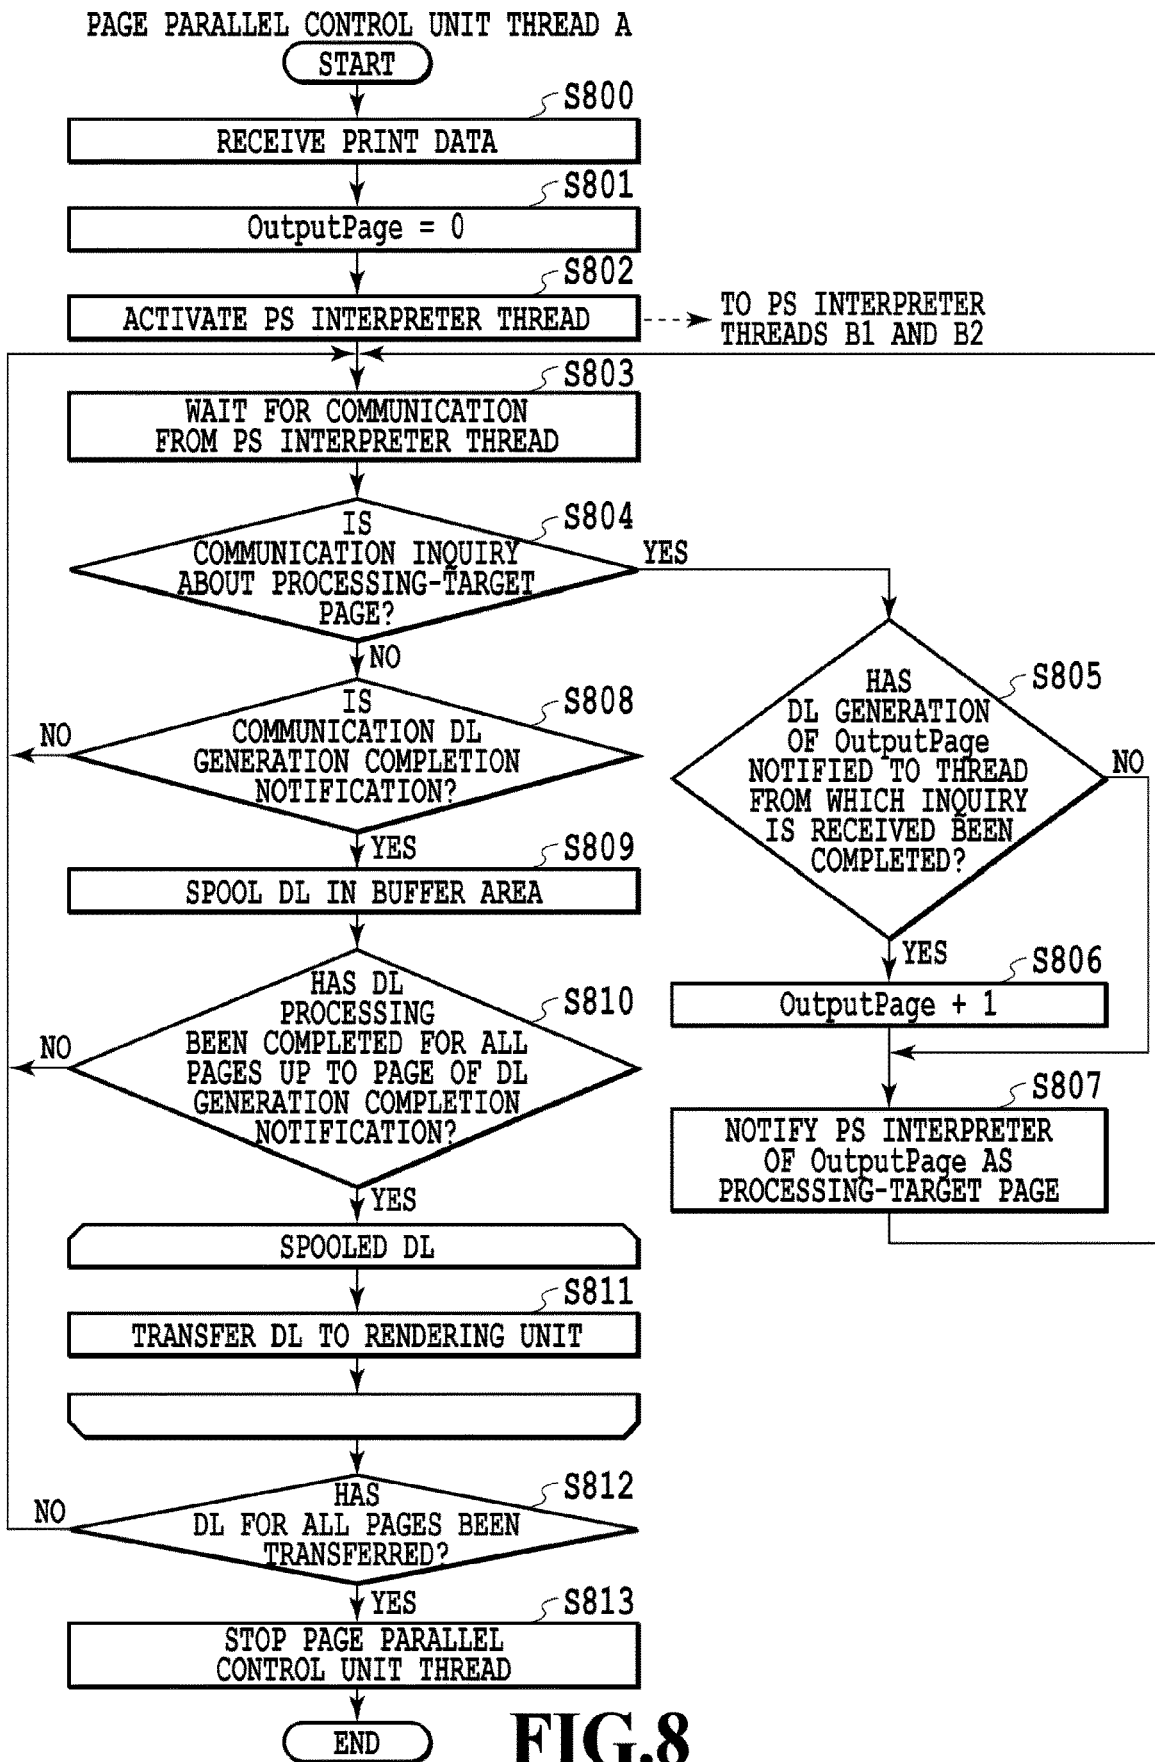 PAGE PARALLEL CONTROL UNIT THREAD A
START
S800
RECEIVE PRINT DATA
S801
OutputPage = 0
S802
ACTIVATE PS INTERPRETER THREAD
TO PS INTERPRETER
THREADS B1 AND B2
S803
WAIT FOR COMMUNICATION
FROM PS INTERPRETER THREAD
S804
IS
COMMUNICATION INQUIRY
ABOUT PROCESSING-TARGET
PAGE?
YES
NO
S805
HAS
DL GENERATION
OF OutputPage
NOTIFIED TO THREAD
FROM WHICH INQUIRY
IS RECEIVED BEEN
COMPLETED?
NO
YES
S806
OutputPage + 1
S807
NOTIFY PS INTERPRETER
OF OutputPage AS
PROCESSING-TARGET PAGE
S808
IS
COMMUNICATION DL
GENERATION COMPLETION
NOTIFICATION?
NO
YES
S809
SPOOL DL IN BUFFER AREA
S810
HAS DL
PROCESSING
BEEN COMPLETED FOR ALL
PAGES UP TO PAGE OF DL
GENERATION COMPLETION
NOTIFICATION?
NO
YES
SPOOLED DL
S811
TRANSFER DL TO RENDERING UNIT
S812
HAS
DL FOR ALL PAGES BEEN
TRANSFERRED?
NO
YES
S813
STOP PAGE PARALLEL
CONTROL UNIT THREAD
END
FIG.8